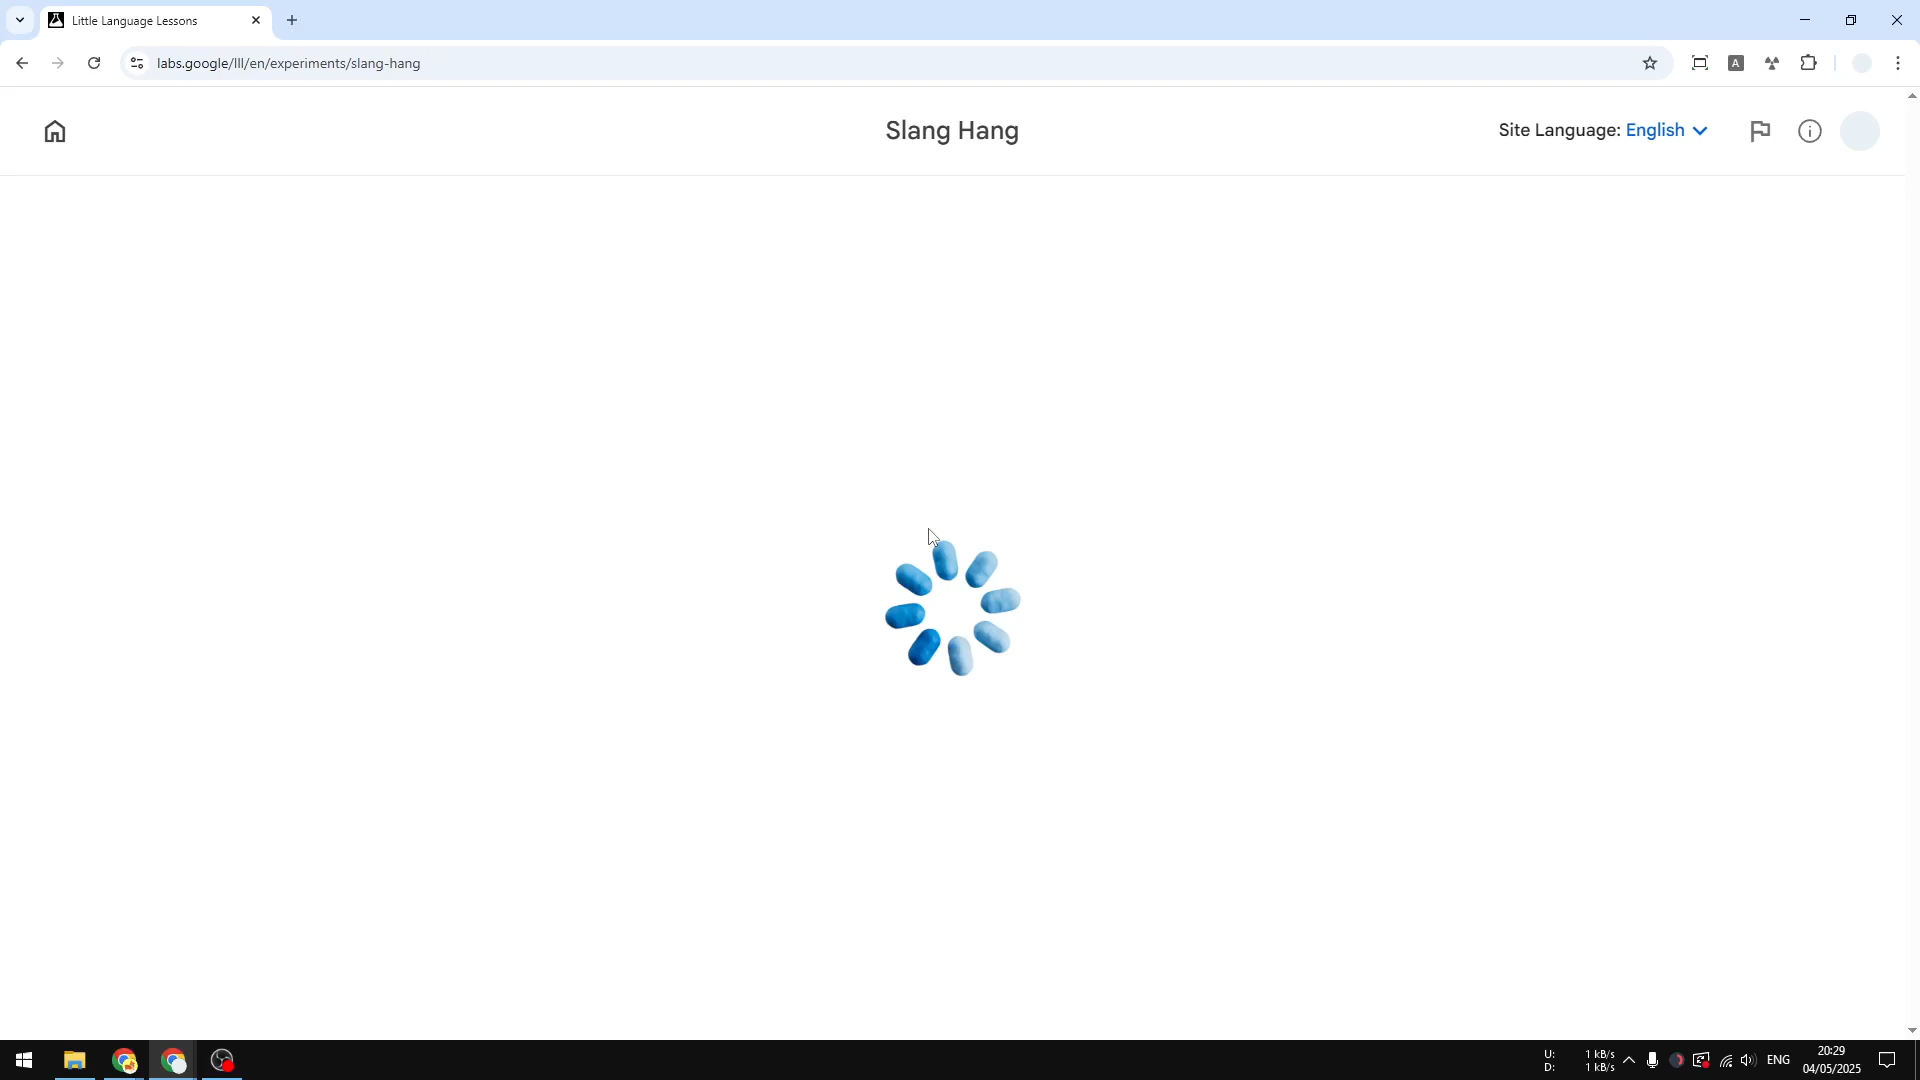 Little Language Lessons
labs.google/lll/en/experiments/slang-hang
A
Slang Hang
Site Language: English
U: 1 kB/s
D: 1 kB/s
ENG
20:29
04/05/2025